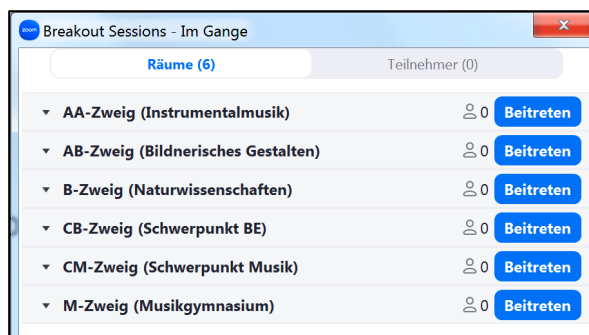 zoom Breakout Sessions - Im Gange
Räume (6) Teilnehmer (0)
AA-Zweig (Instrumentalmusik) 0 Beitreten
AB-Zweig (Bildnerisches Gestalten) 0 Beitreten
B-Zweig (Naturwissenschaften) 0 Beitreten
CB-Zweig (Schwerpunkt BE) 0 Beitreten
CM-Zweig (Schwerpunkt Musik) 0 Beitreten
M-Zweig (Musikgymnasium) 0 Beitreten